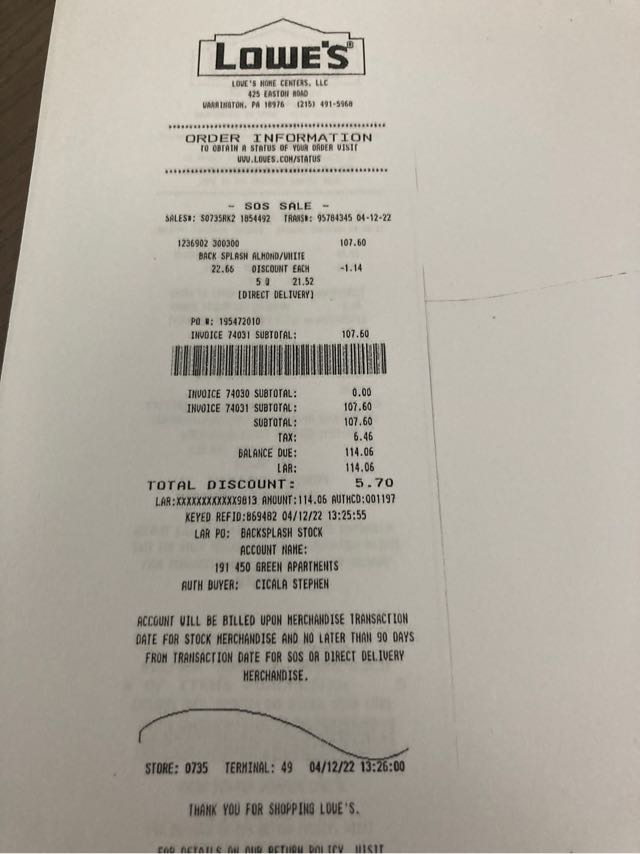 LOWE'S®
LOWE'S HOME CENTERS, LLC
425 EASTON ROAD
WARRINGTON, PA 18976 (215) 491-5968
ORDER INFORMATION
TO OBTAIN A STATUS OF YOUR ORDER VISIT
WWW.LOWES.COM/STATUS
- SOS SALE -
SALES#: S0735RK2 1854492 TRANS#: 95784345 04-12-22
1236902 300300 107.60
BACK SPLASH ALMOND/WHITE
22.66 DISCOUNT EACH -1.14
5 @ 21.52
[DIRECT DELIVERY]
PO #: 195472010
INVOICE 74031 SUBTOTAL: 107.60
INVOICE 74030 SUBTOTAL: 0.00
INVOICE 74031 SUBTOTAL: 107.60
SUBTOTAL: 107.60
TAX: 6.46
BALANCE DUE: 114.06
LAR: 114.06
TOTAL DISCOUNT: 5.70
LAR:XXXXXXXXXXXX9813 AMOUNT:114.06 AUTHCD:001197
KEYED REFID:869482 04/12/22 13:25:55
LAR PO: BACKSPLASH STOCK
ACCOUNT NAME:
191 450 GREEN APARTMENTS
AUTH BUYER: CICALA STEPHEN
ACCOUNT WILL BE BILLED UPON MERCHANDISE TRANSACTION
DATE FOR STOCK MERCHANDISE AND NO LATER THAN 90 DAYS
FROM TRANSACTION DATE FOR SOS OR DIRECT DELIVERY
MERCHANDISE.
STORE: 0735 TERMINAL: 49 04/12/22 13:26:00
THANK YOU FOR SHOPPING LOWE'S.
FOR DETAILS ON OUR RETURN POLICY, VISIT